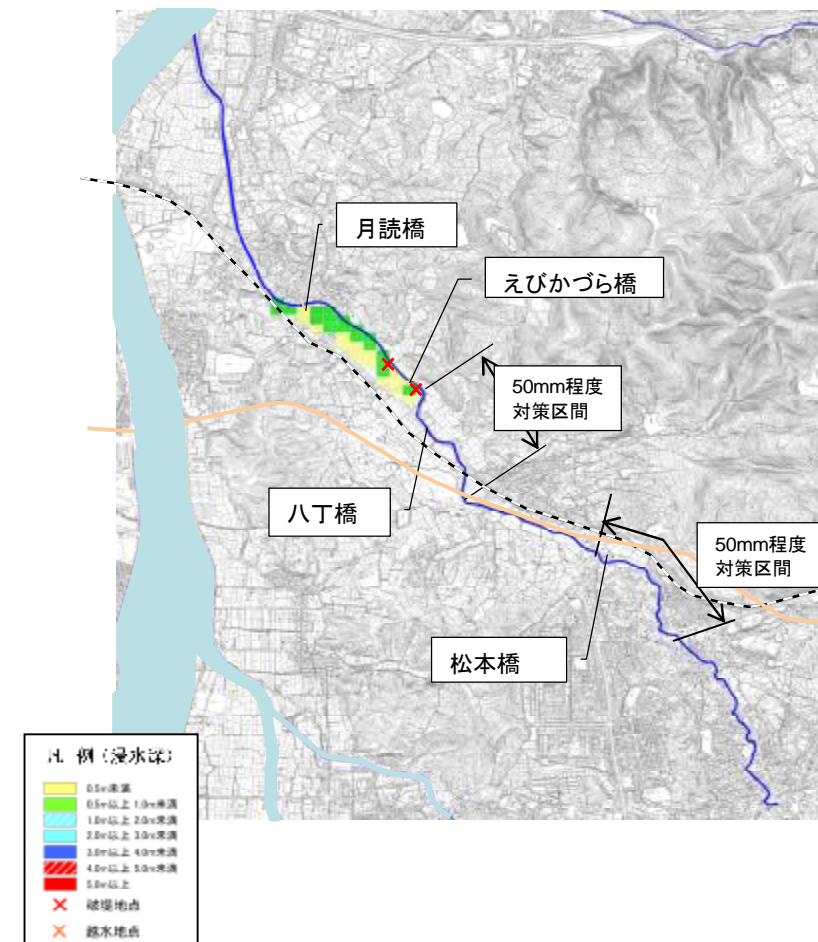 月読橋
えびかづら橋
50mm程度
対策区間
八丁橋
50mm程度
対策区間
松本橋
凡 例（浸水深）
0.5m未満
0.5m以上 1.0m未満
1.0m以上 2.0m未満
2.0m以上 3.0m未満
3.0m以上 4.0m未満
4.0m以上 5.0m未満
5.0m以上
破堤地点
越水地点